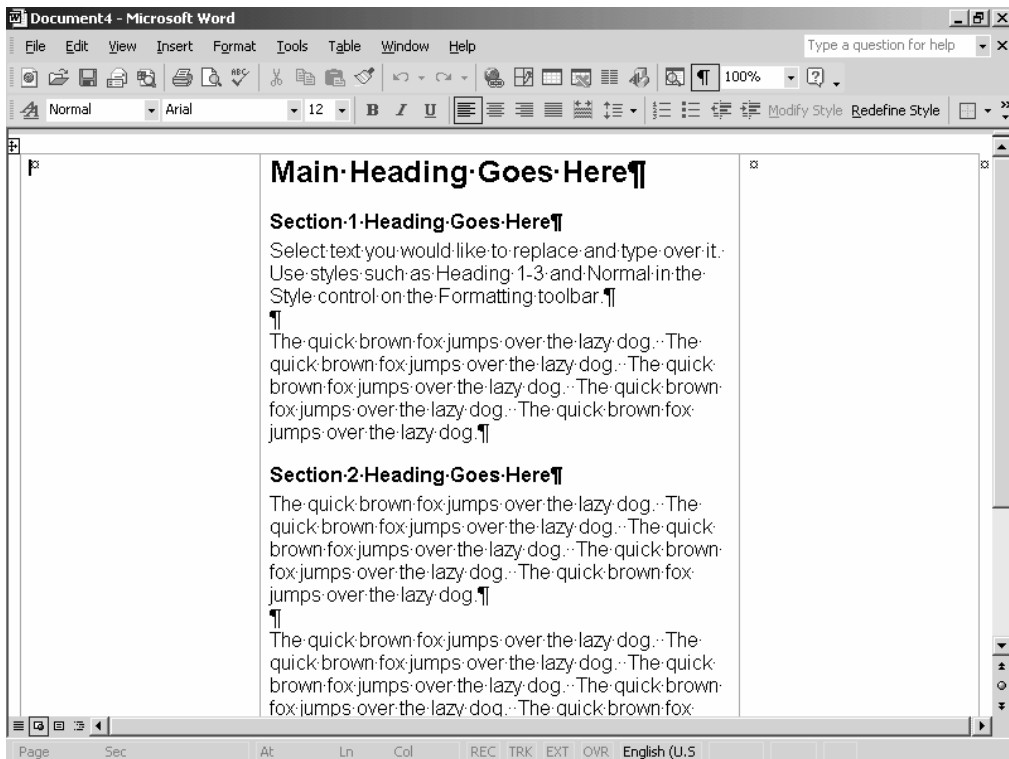 Document4 - Microsoft Word
File Edit View Insert Format Tools Table Window Help Type a question for help
100%
Normal Arial 12 B I U Modify Style Redefine Style
Main·Heading·Goes·Here¶
Section·1·Heading·Goes·Here¶
Select·text·you·would·like·to·replace·and·type·over·it.·
Use·styles·such·as·Heading·1-3·and·Normal·in·the·
Style·control·on·the·Formatting·toolbar.¶
¶
The·quick·brown·fox·jumps·over·the·lazy·dog.··The·
quick·brown·fox·jumps·over·the·lazy·dog.··The·quick·
brown·fox·jumps·over·the·lazy·dog.··The·quick·brown·
fox·jumps·over·the·lazy·dog.··The·quick·brown·fox·
jumps·over·the·lazy·dog.¶
Section·2·Heading·Goes·Here¶
The·quick·brown·fox·jumps·over·the·lazy·dog.··The·
quick·brown·fox·jumps·over·the·lazy·dog.··The·quick·
brown·fox·jumps·over·the·lazy·dog.··The·quick·brown·
fox·jumps·over·the·lazy·dog.··The·quick·brown·fox·
jumps·over·the·lazy·dog.¶
¶
The·quick·brown·fox·jumps·over·the·lazy·dog.··The·
quick·brown·fox·jumps·over·the·lazy·dog.··The·quick·
brown·fox·jumps·over·the·lazy·dog.··The·quick·brown·
fox·jumps·over·the·lazy·dog.··The·quick·brown·fox·
Page Sec At Ln Col REC TRK EXT OVR English (U.S